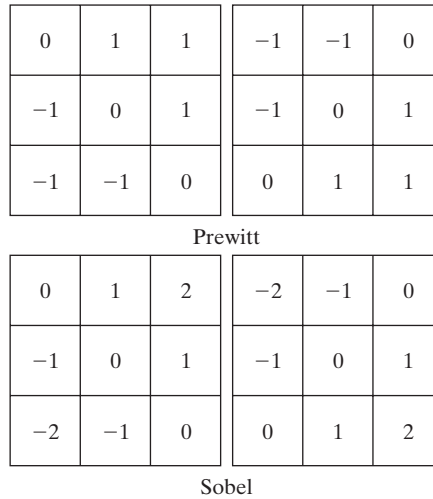 0 1 1 −1 −1 0
−1 0 1 −1 0 1
−1 −1 0 0 1 1
Prewitt
0 1 2 −2 −1 0
−1 0 1 −1 0 1
−2 −1 0 0 1 2
Sobel